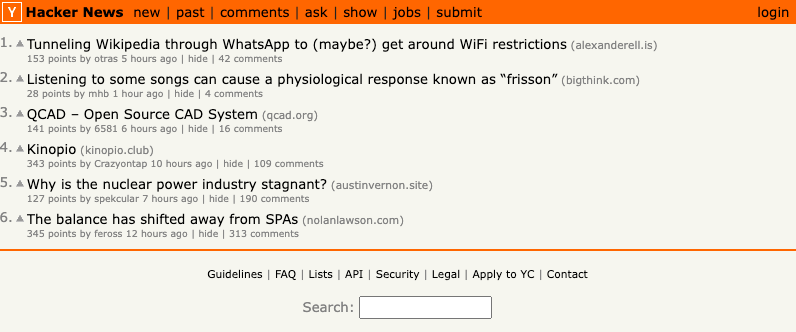 Y Hacker News new | past | comments | ask | show | jobs | submit login
1. Tunneling Wikipedia through WhatsApp to (maybe?) get around WiFi restrictions (alexanderell.is)
153 points by otras 5 hours ago | hide | 42 comments
2. Listening to some songs can cause a physiological response known as “frisson” (bigthink.com)
28 points by mhb 1 hour ago | hide | 4 comments
3. QCAD – Open Source CAD System (qcad.org)
141 points by 6581 6 hours ago | hide | 16 comments
4. Kinopio (kinopio.club)
343 points by Crazyontap 10 hours ago | hide | 109 comments
5. Why is the nuclear power industry stagnant? (austinvernon.site)
127 points by spekcular 7 hours ago | hide | 190 comments
6. The balance has shifted away from SPAs (nolanlawson.com)
345 points by feross 12 hours ago | hide | 313 comments
Guidelines | FAQ | Lists | API | Security | Legal | Apply to YC | Contact
Search: